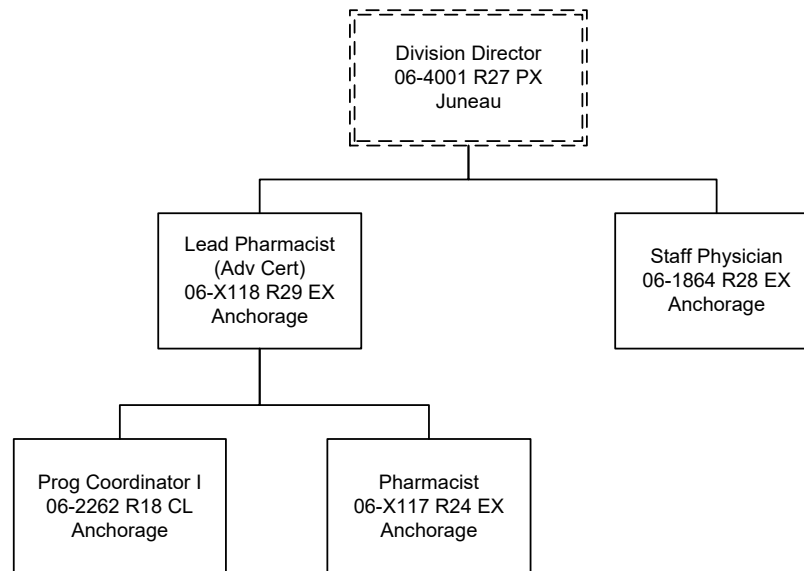 Division Director
06-4001 R27 PX
Juneau
Lead Pharmacist
(Adv Cert)
06-X118 R29 EX
Anchorage
Staff Physician
06-1864 R28 EX
Anchorage
Prog Coordinator I
06-2262 R18 CL
Anchorage
Pharmacist
06-X117 R24 EX
Anchorage